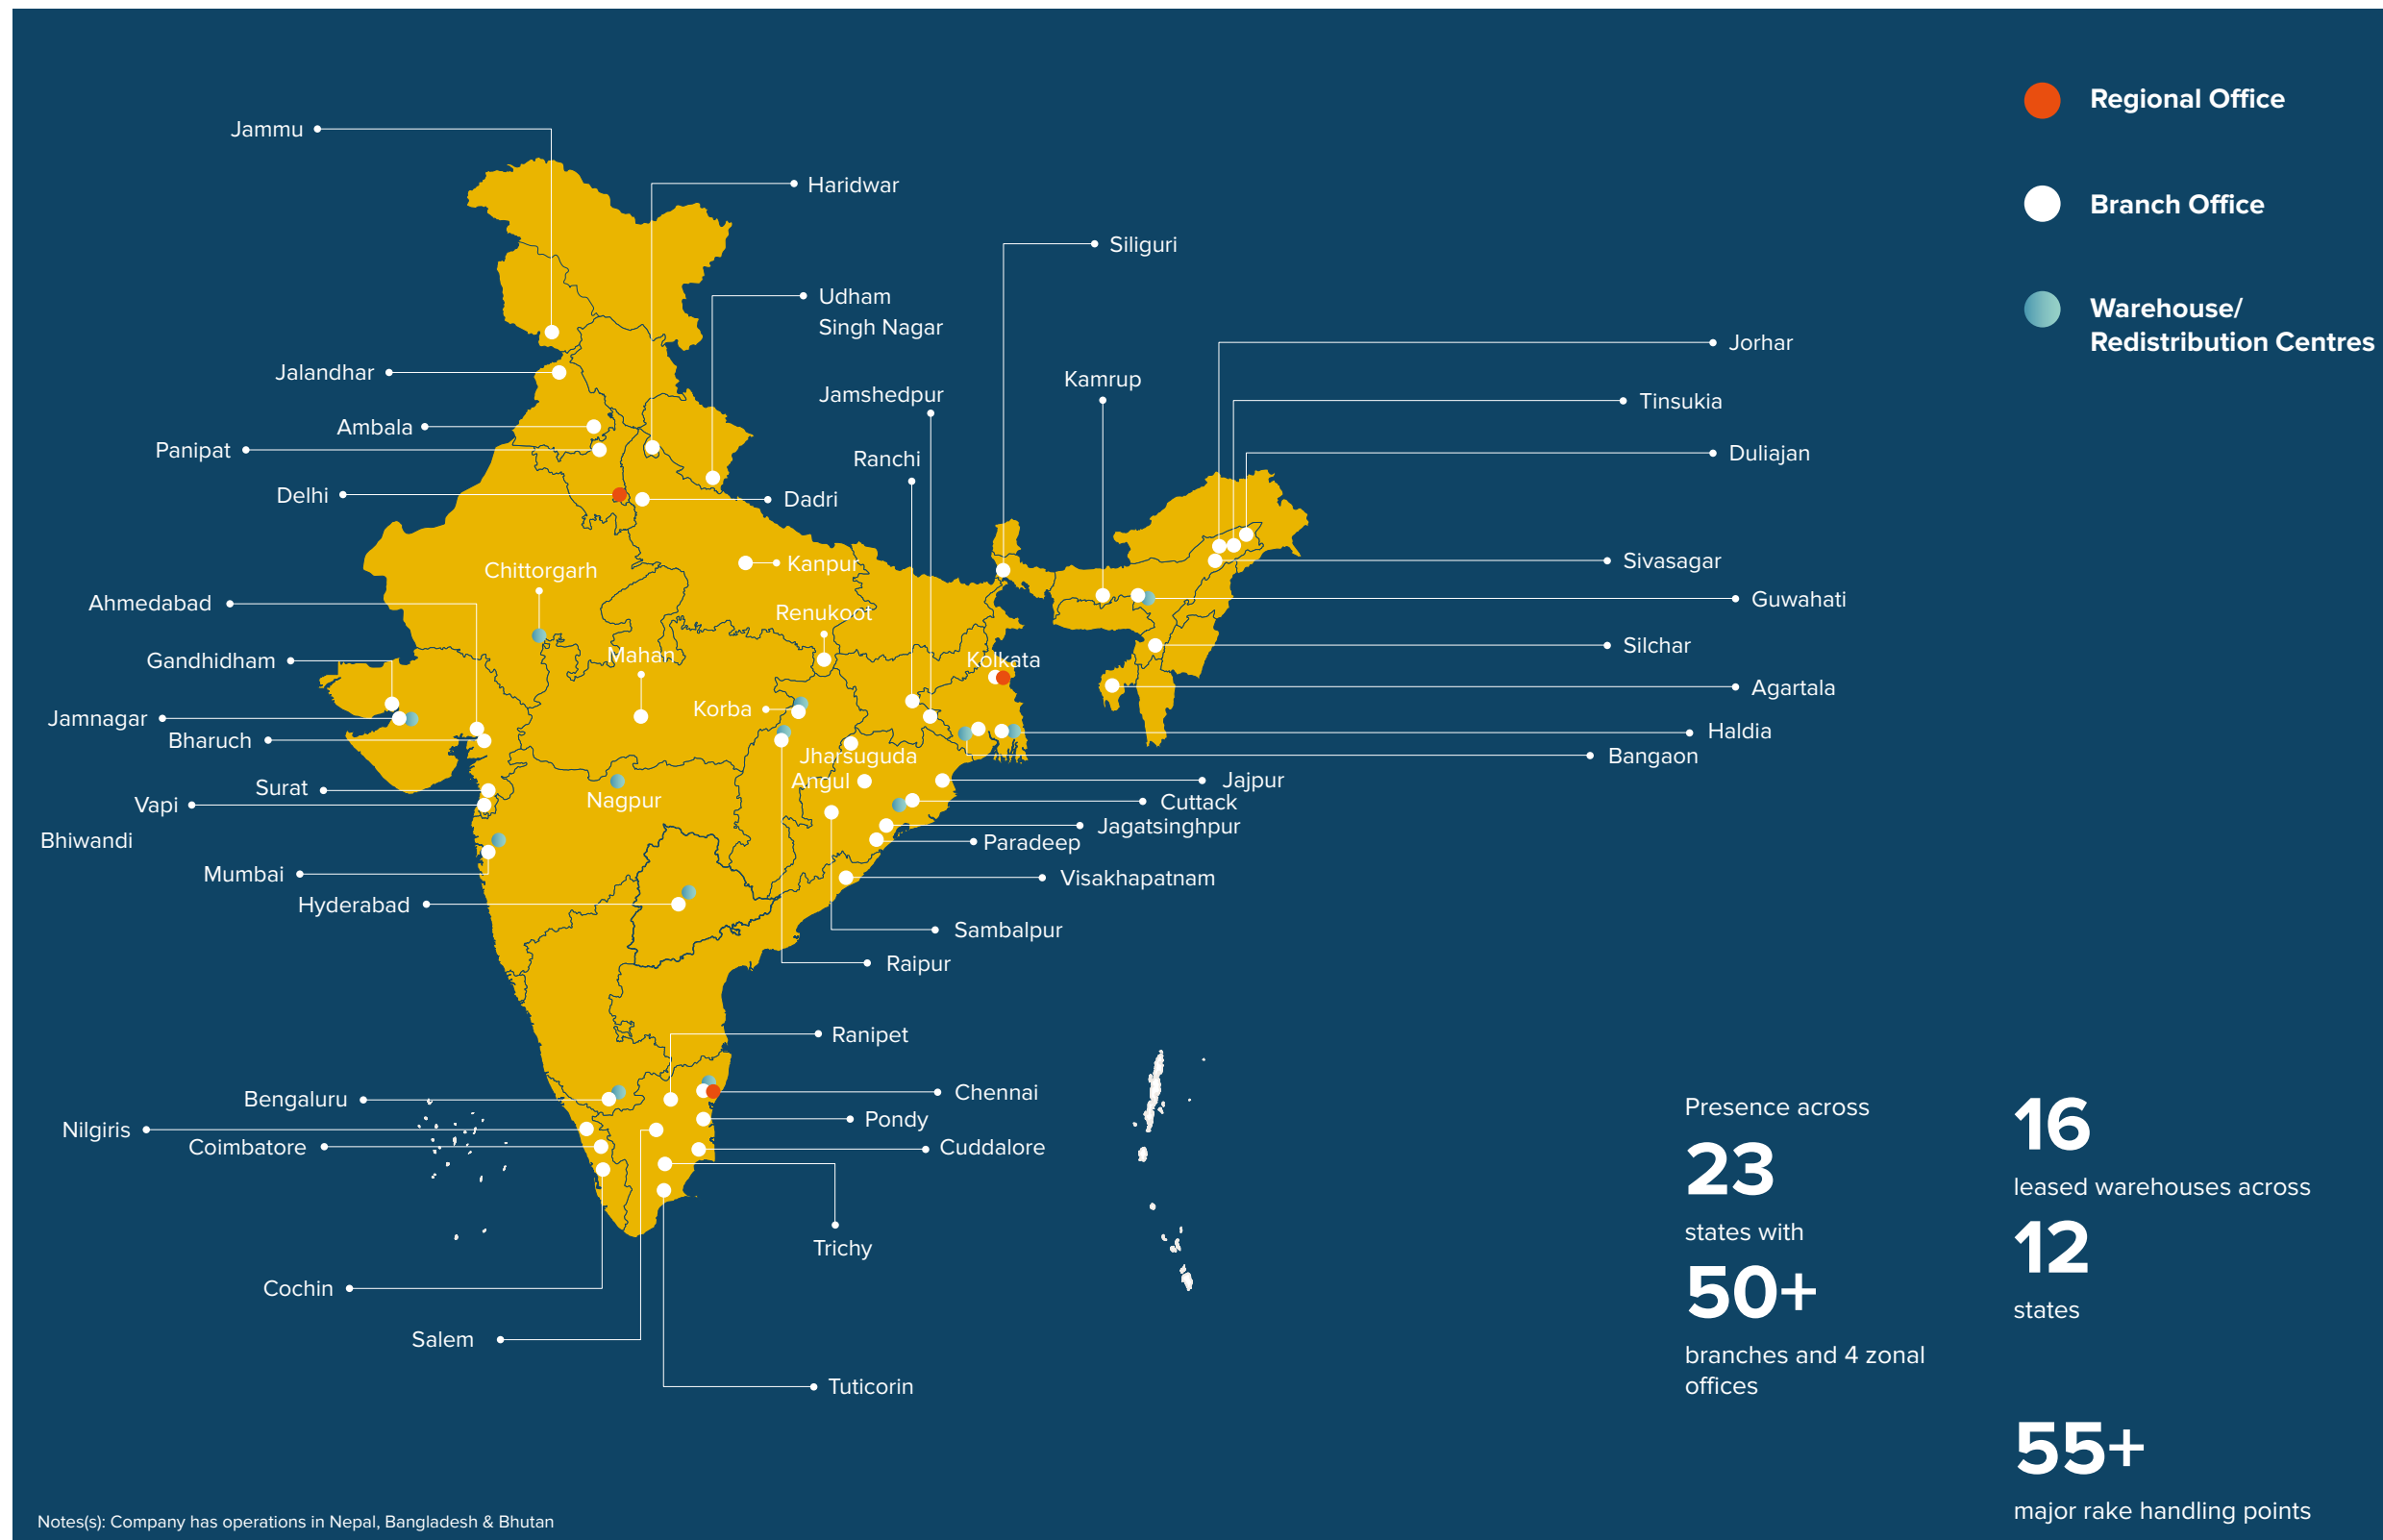 Regional Office
Branch Office
Warehouse/
Redistribution Centres
Jammu
Haridwar
Siliguri
Udham
Singh Nagar
Jorhar
Jalandhar
Kamrup
Jamshedpur
Tinsukia
Ambala
Panipat
Ranchi
Duliajan
Delhi
Dadri
Kanpur
Sivasagar
Chittorgarh
Ahmedabad
Guwahati
Renukoot
Silchar
Gandhidham
Mahan
Kolkata
Agartala
Korba
Jamnagar
Haldia
Bharuch
Jharsuguda
Bangaon
Angul
Jajpur
Surat
Nagpur
Cuttack
Vapi
Jagatsinghpur
Bhiwandi
Paradeep
Mumbai
Visakhapatnam
Hyderabad
Sambalpur
Raipur
Ranipet
Chennai
Bengaluru
Pondy
Nilgiris
Coimbatore
Cuddalore
Trichy
Cochin
Salem
Tuticorin
Presence across
23
states with
50+
branches and 4 zonal
offices
16
leased warehouses across
12
states
55+
major rake handling points
Notes(s): Company has operations in Nepal, Bangladesh & Bhutan